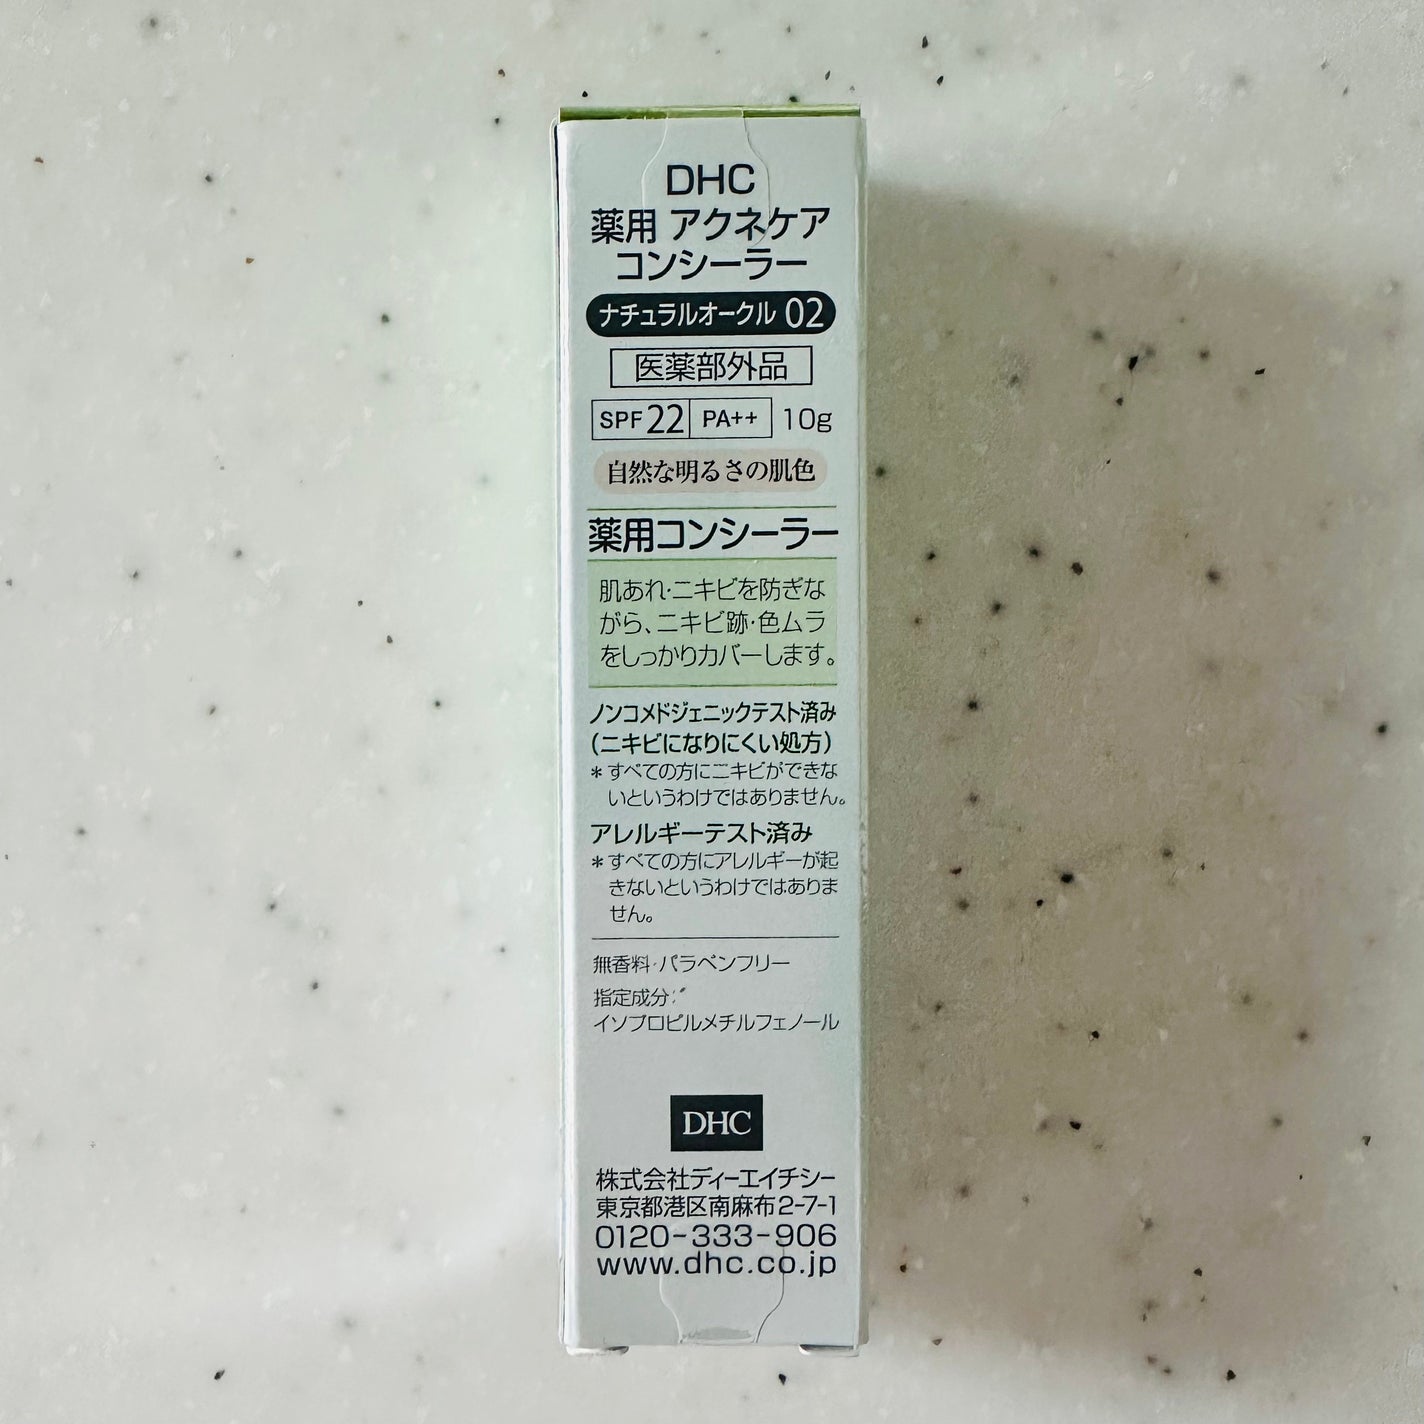 DHC
薬用 アクネケア
コンシーラー
ナチュラルオークル 02
医薬部外品
SPF22 PA++ 10g
自然な明るさの肌色
薬用コンシーラー
肌あれ・ニキビを防ぎな
がら、ニキビ跡・色ムラ
をしっかりカバーします。
ノンコメドジェニックテスト済み
(ニキビになりにくい処方)
*すべての方にニキビができな
いというわけではありません。
アレルギーテスト済み
*すべての方にアレルギーが起
きないというわけではありま
せん。
無香料・パラベンフリー
指定成分:
イソプロピルメチルフェノール
DHC
株式会社ディーエイチシー
東京都港区南麻布2-7-1
0120-333-906
www.dhc.co.jp